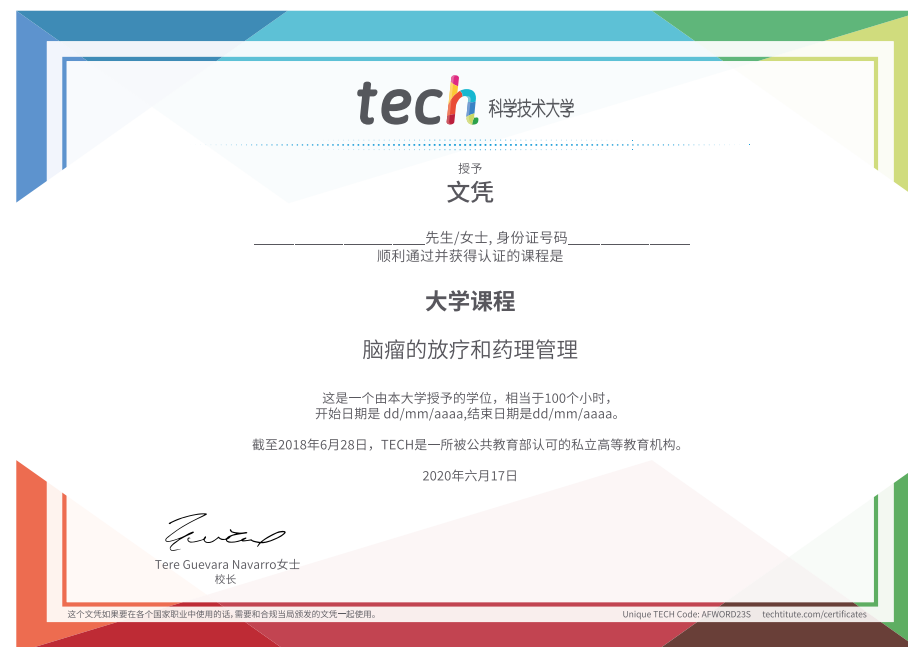 tech 科学技术大学
授予
文凭
先生/女士, 身份证号码
顺利通过并获得认证的课程是
大学课程
脑瘤的放疗和药理管理
这是一个由本大学授予的学位，相当于100个小时，
开始日期是 dd/mm/aaaa,结束日期是dd/mm/aaaa。
截至2018年6月28日，TECH是一所被公共教育部认可的私立高等教育机构。
2020年六月17日
Tere Guevara Navarro女士
校长
这个文凭如果要在各个国家职业中使用的话,需要和合规当局颁发的文凭一起使用。
Unique TECH Code: AFWORD23S techtitute.com/certificates